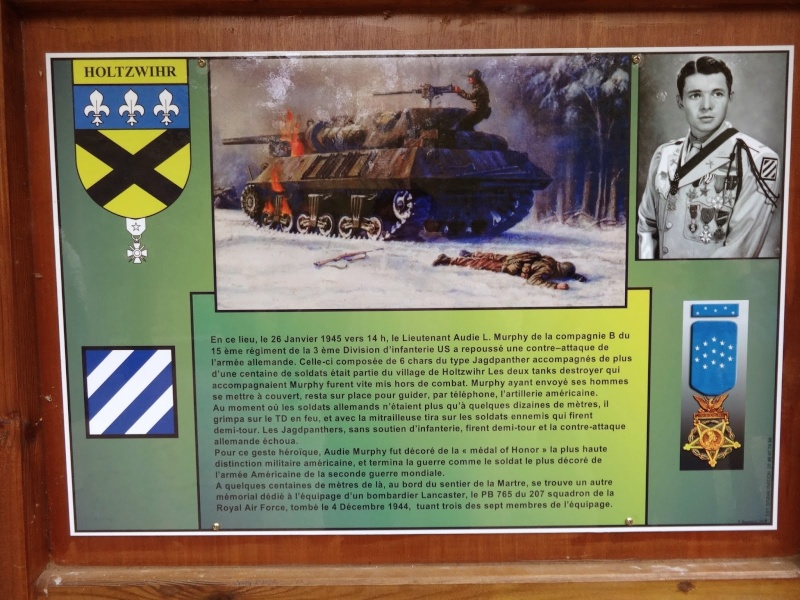 HOLTZWIHR
En ce lieu, le 26 Janvier 1945 vers 14 h, le Lieutenant Audie L. Murphy de la compagnie B du
15 ème régiment de la 3 ème Division d'infanterie US a repoussé une contre-attaque de
l'armée allemande. Celle-ci composée de 6 chars du type Jagdpanther accompagnés de plus
d'une centaine de soldats était partie du village de Holtzwihr Les deux tanks destroyer qui
accompagnaient Murphy furent vite mis hors de combat. Murphy ayant envoyé ses hommes
se mettre à couvert, resta sur place pour guider, par téléphone, l'artillerie américaine.
Au moment où les soldats allemands n'étaient plus qu'à quelques dizaines de mètres, il
grimpa sur le TD en feu, et avec la mitrailleuse tira sur les soldats ennemis qui firent
demi-tour. Les Jagdpanthers, sans soutien d'infanterie, firent demi-tour et la contre-attaque
allemande échoua.
Pour ce geste héroïque, Audie Murphy fut décoré de la « médal of Honor » la plus haute
distinction militaire américaine, et termina la guerre comme le soldat le plus décoré de
l'armée Américaine de la seconde guerre mondiale.
A quelques centaines de mètres de là, au bord du sentier de la Martre, se trouve un autre
mémorial dédié à l'équipage d'un bombardier Lancaster, le PB 765 du 207 squadron de la
Royal Air Force, tombè le 4 Dècembre 1944, tuant trois des sept membres de l'équipage.